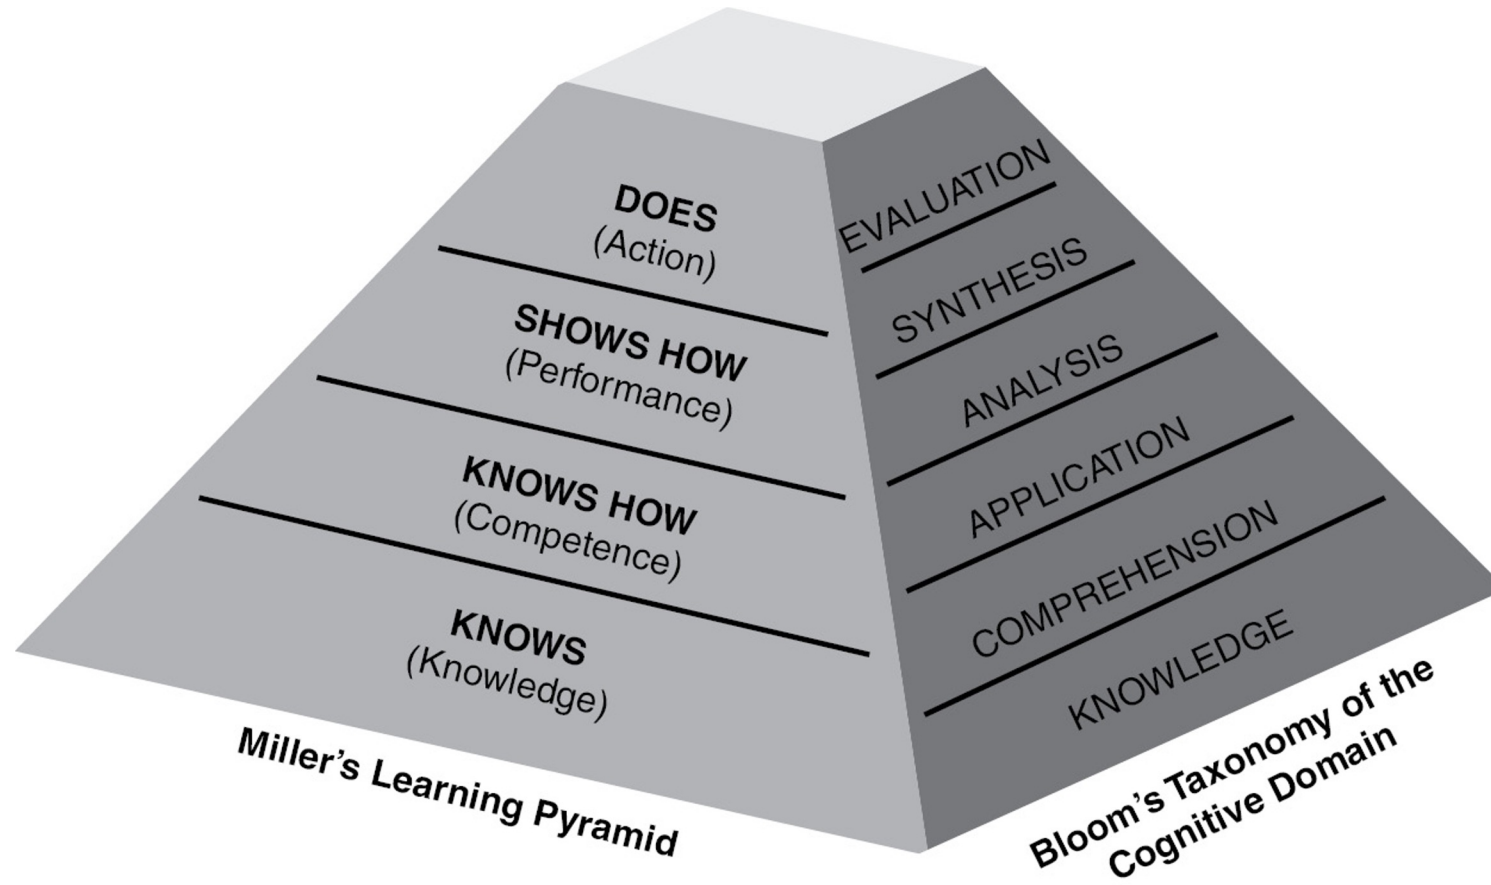 DOES
(Action)
SHOWS HOW
(Performance)
KNOWS HOW
(Competence)
KNOWS
(Knowledge)
Miller’s Learning Pyramid
EVALUATION
SYNTHESIS
ANALYSIS
APPLICATION
COMPREHENSION
KNOWLEDGE
Bloom’s Taxonomy of the
Cognitive Domain